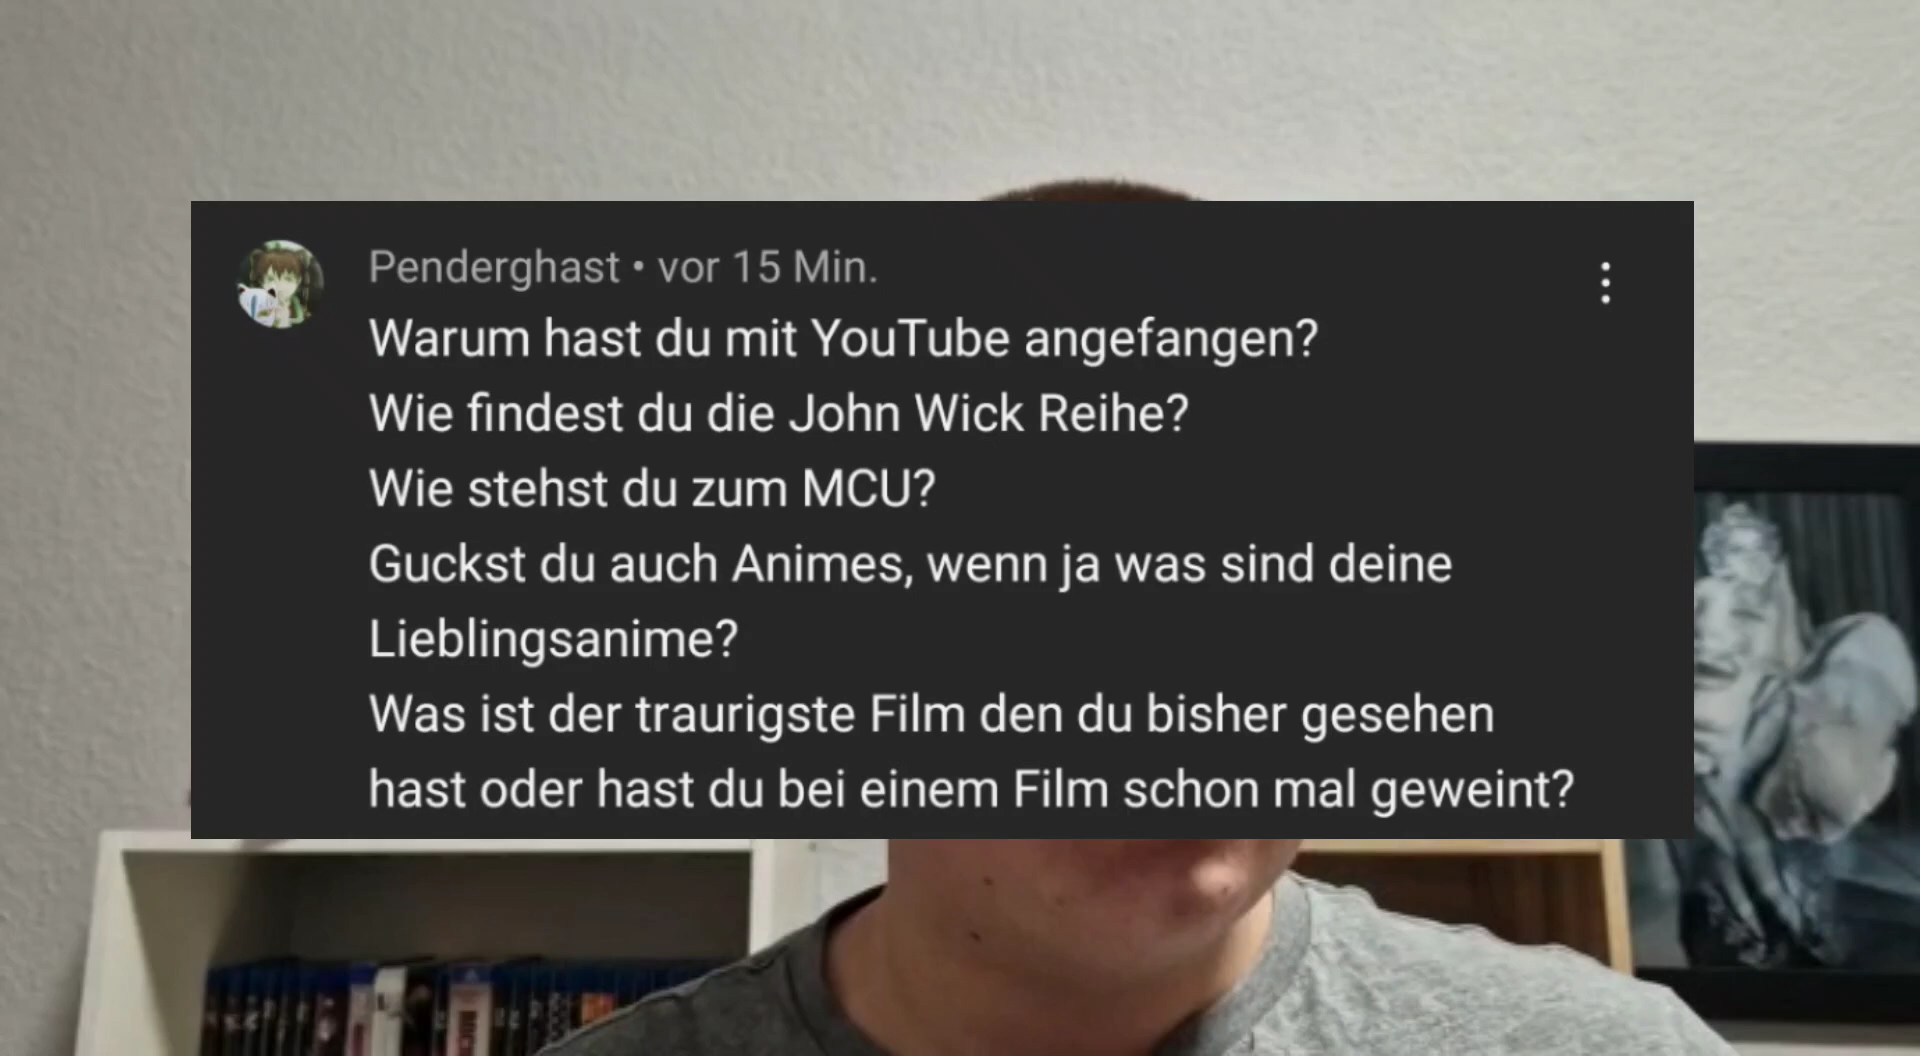 Penderghast • vor 15 Min.
Warum hast du mit YouTube angefangen?
Wie findest du die John Wick Reihe?
Wie stehst du zum MCU?
Guckst du auch Animes, wenn ja was sind deine
Lieblingsanime?
Was ist der traurigste Film den du bisher gesehen
hast oder hast du bei einem Film schon mal geweint?